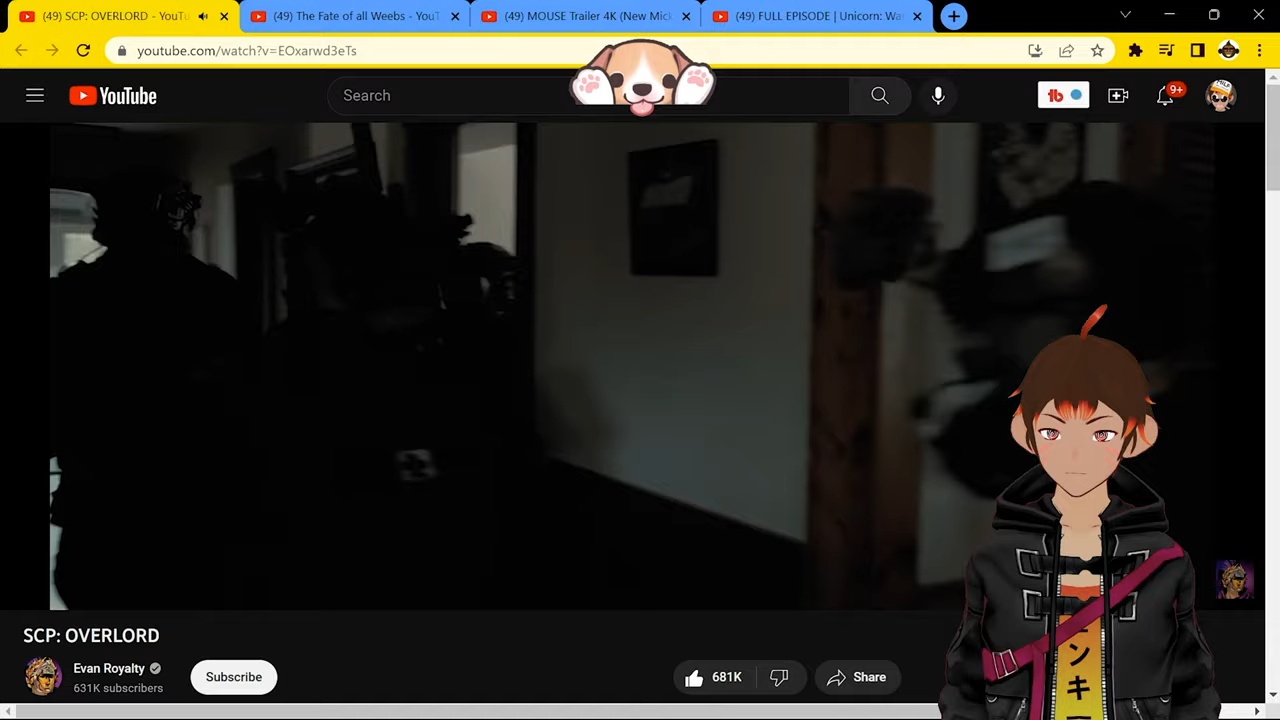 (49) SCP: OVERLORD - YouTu
(49) The Fate of all Weebs - YouT
(49) MOUSE Trailer 4K (New Mick
(49) FULL EPISODE | Unicorn: Wa
youtube.com/watch?v=EOxarwd3eTs
YouTube
Search
tb
9+
SCP: OVERLORD
Evan Royalty
631K subscribers
Subscribe
681K
Share
ンキ